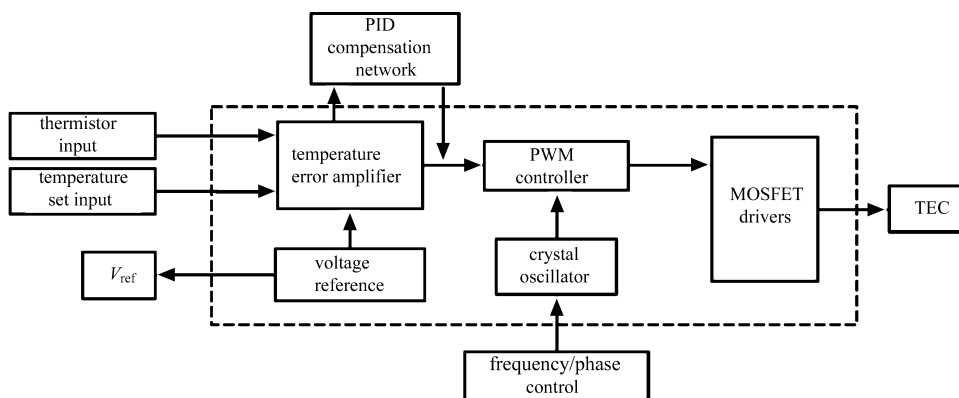 PID
compensation
network
thermistor
input
temperature
set input
temperature
error amplifier
PWM
controller
MOSFET
drivers
TEC
Vref
voltage
reference
crystal
oscillator
frequency/phase
control